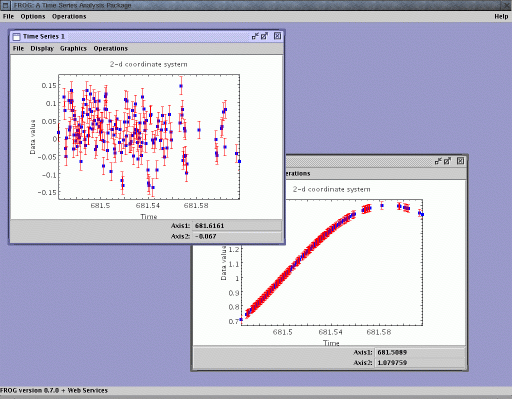 FROG: A Time Series Analysis Package
File Options Operations Help
Time Series 1
File Display Graphics Operations
2-d coordinate system
0.15
0.1
0.05
0
-0.05
-0.1
-0.15
Data value
681.5 681.54 681.58
Time
Axis1: 681.6161
Axis2: -0.067
erations
2-d coordinate system
1.2
1.1
1
0.9
0.8
0.7
Data value
681.5 681.54 681.58
Time
Axis1: 681.5089
Axis2: 1.079759
FROG version 0.7.0 + Web Services